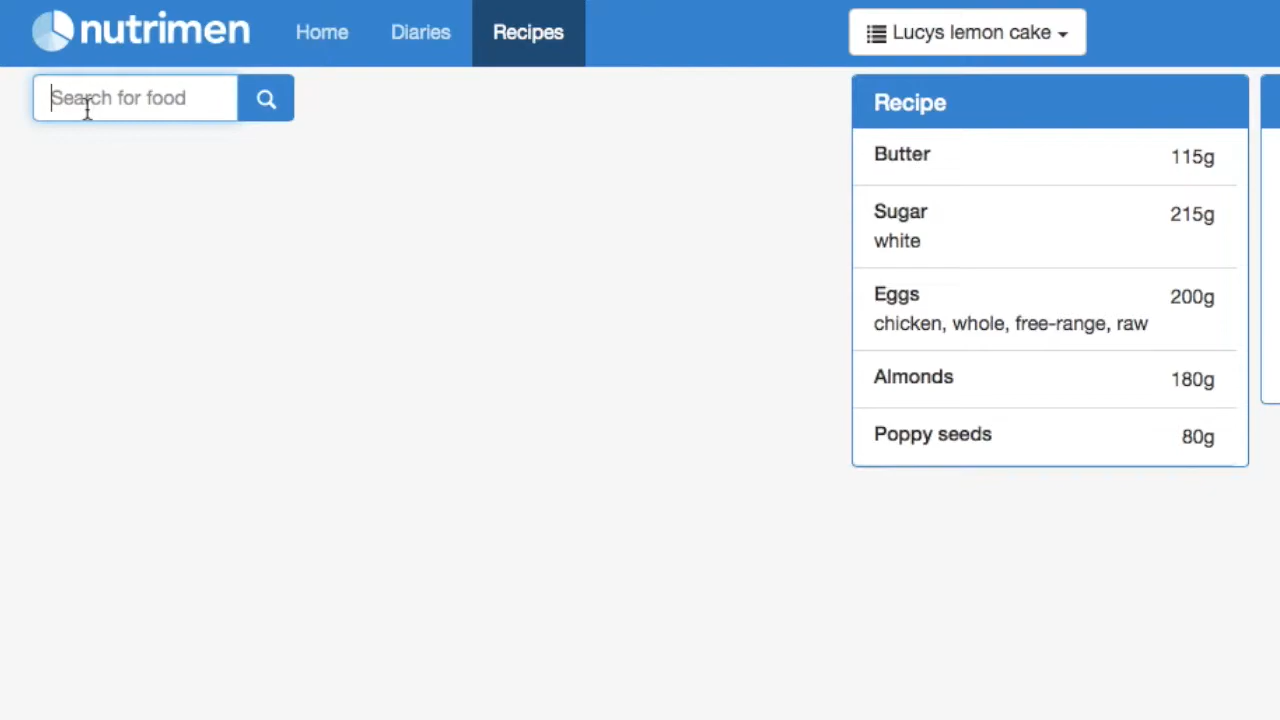 nutrimen
Home
Diaries
Recipes
Lucys lemon cake
Search for food
Recipe
Butter 115g
Sugar 215g
white
Eggs 200g
chicken, whole, free-range, raw
Almonds 180g
Poppy seeds 80g